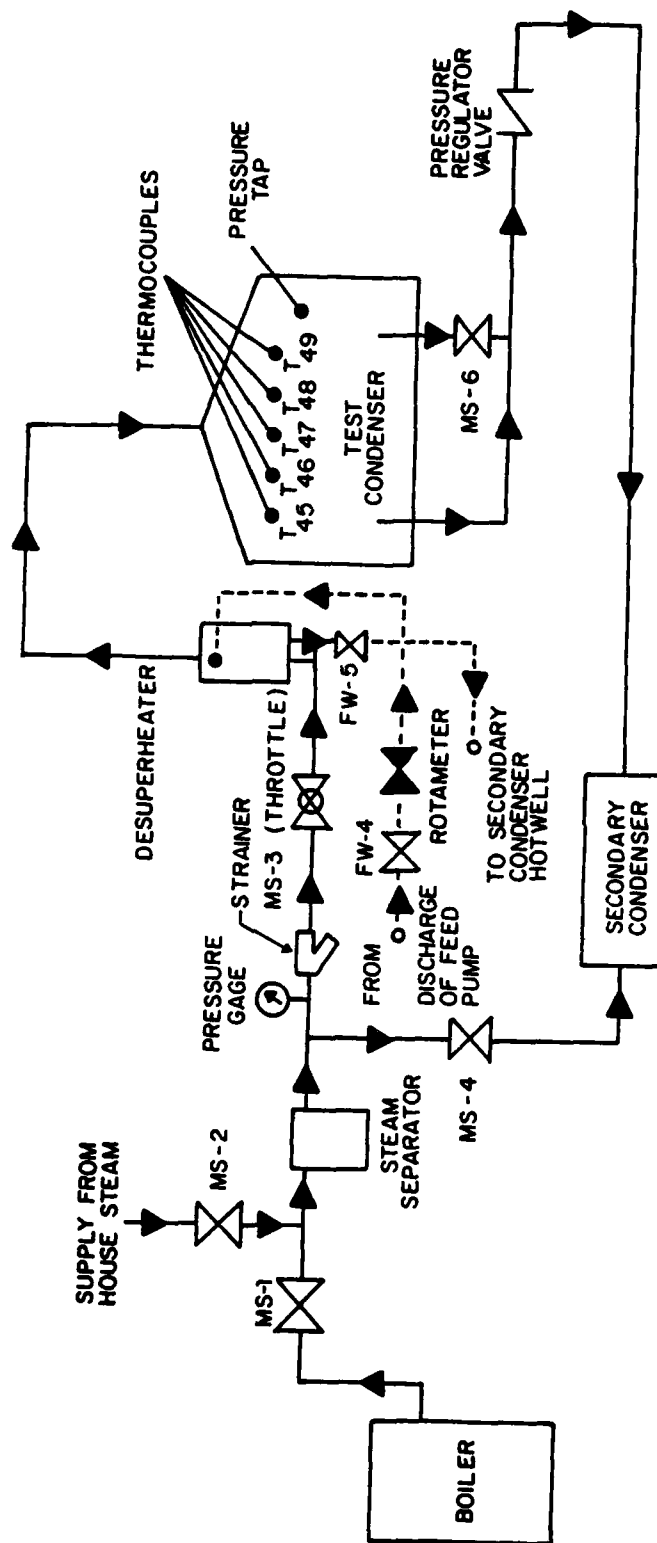 BOILER
MS-1
SUPPLY FROM
HOUSE STEAM
MS-2
STEAM
SEPARATOR
MS-4
PRESSURE
GAGE
STRAINER
MS-3 (THROTTLE)
DESUPERHEATER
FROM
DISCHARGE
OF FEED
PUMP
FW-4
ROTAMETER
FW-5
TO SECONDARY
CONDENSER
HOTWELL
SECONDARY
CONDENSER
THERMOCOUPLES
PRESSURE
TAP
T45
T46
T47
T48
T49
TEST
CONDENSER
MS-6
PRESSURE
REGULATOR
VALVE